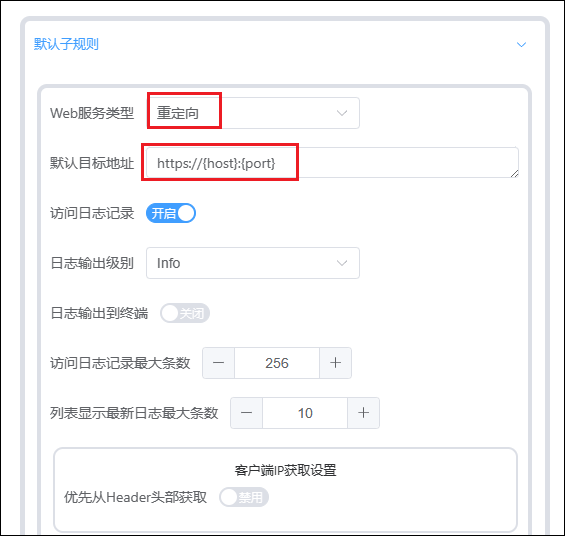 默认子规则
Web服务类型 重定向
默认目标地址 https://{host}:{port}
访问日志记录 开启
日志输出级别 Info
日志输出到终端 关闭
访问日志记录最大条数 — 256 +
列表显示最新日志最大条数 — 10 +
客户端IP获取设置
优先从Header头部获取 禁用